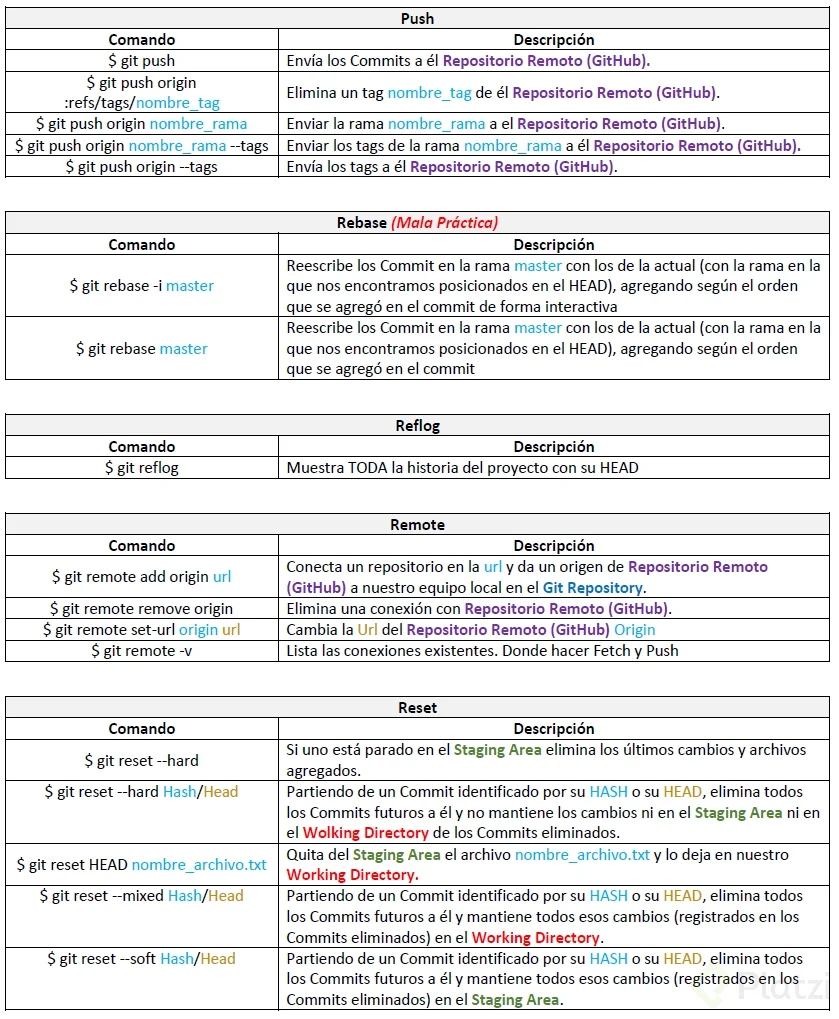 Push
Comando Descripción
$ git push Envía los Commits a él Repositorio Remoto (GitHub).
$ git push origin
:refs/tags/nombre_tag
Elimina un tag nombre_tag de él Repositorio Remoto (GitHub).
$ git push origin nombre_rama Enviar la rama nombre_rama a el Repositorio Remoto (GitHub).
$ git push origin nombre_rama --tags Enviar los tags de la rama nombre_rama a él Repositorio Remoto (GitHub).
$ git push origin --tags Envía los tags a él Repositorio Remoto (GitHub).
Rebase (Mala Práctica)
Comando Descripción
$ git rebase -i master
Reescribe los Commit en la rama master con los de la actual (con la rama en la
que nos encontramos posicionados en el HEAD), agregando según el orden
que se agregó en el commit de forma interactiva
$ git rebase master
Reescribe los Commit en la rama master con los de la actual (con la rama en la
que nos encontramos posicionados en el HEAD), agregando según el orden
que se agregó en el commit
Reflog
Comando Descripción
$ git reflog Muestra TODA la historia del proyecto con su HEAD
Remote
Comando Descripción
$ git remote add origin url
Conecta un repositorio en la url y da un origen de Repositorio Remoto
(GitHub) a nuestro equipo local en el Git Repository.
$ git remote remove origin Elimina una conexión con Repositorio Remoto (GitHub).
$ git remote set-url origin url Cambia la Url del Repositorio Remoto (GitHub) Origin
$ git remote -v Lista las conexiones existentes. Donde hacer Fetch y Push
Reset
Comando Descripción
$ git reset --hard
Si uno está parado en el Staging Area elimina los últimos cambios y archivos
agregados.
$ git reset --hard Hash/Head
Partiendo de un Commit identificado por su HASH o su HEAD, elimina todos
los Commits futuros a él y no mantiene los cambios ni en el Staging Area ni en
el Wolking Directory de los Commits eliminados.
$ git reset HEAD nombre_archivo.txt
Quita del Staging Area el archivo nombre_archivo.txt y lo deja en nuestro
Working Directory.
$ git reset --mixed Hash/Head
Partiendo de un Commit identificado por su HASH o su HEAD, elimina todos
los Commits futuros a él y mantiene todos esos cambios (registrados en los
Commits eliminados) en el Working Directory.
$ git reset --soft Hash/Head
Partiendo de un Commit identificado por su HASH o su HEAD, elimina todos
los Commits futuros a él y mantiene todos esos cambios (registrados en los
Commits eliminados) en el Staging Area.
Platzi